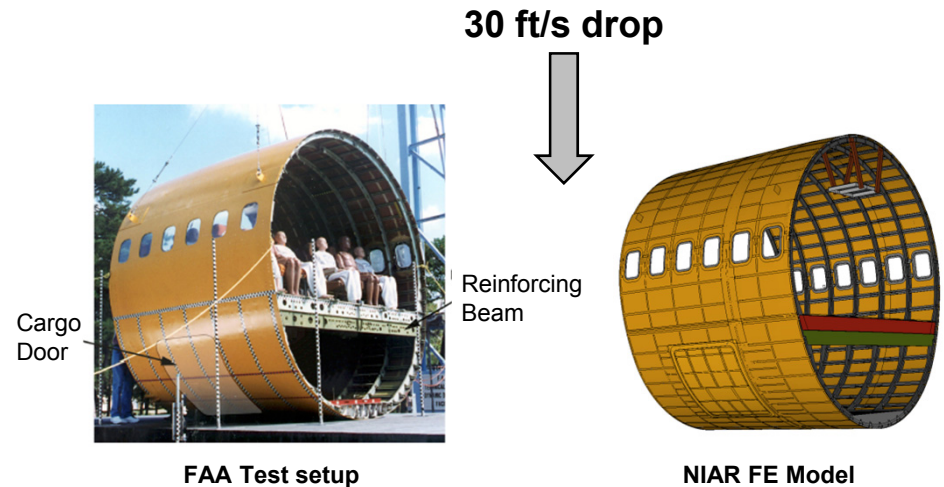 30 ft/s drop
Reinforcing
Beam
Cargo
Door
FAA Test setup
NIAR FE Model